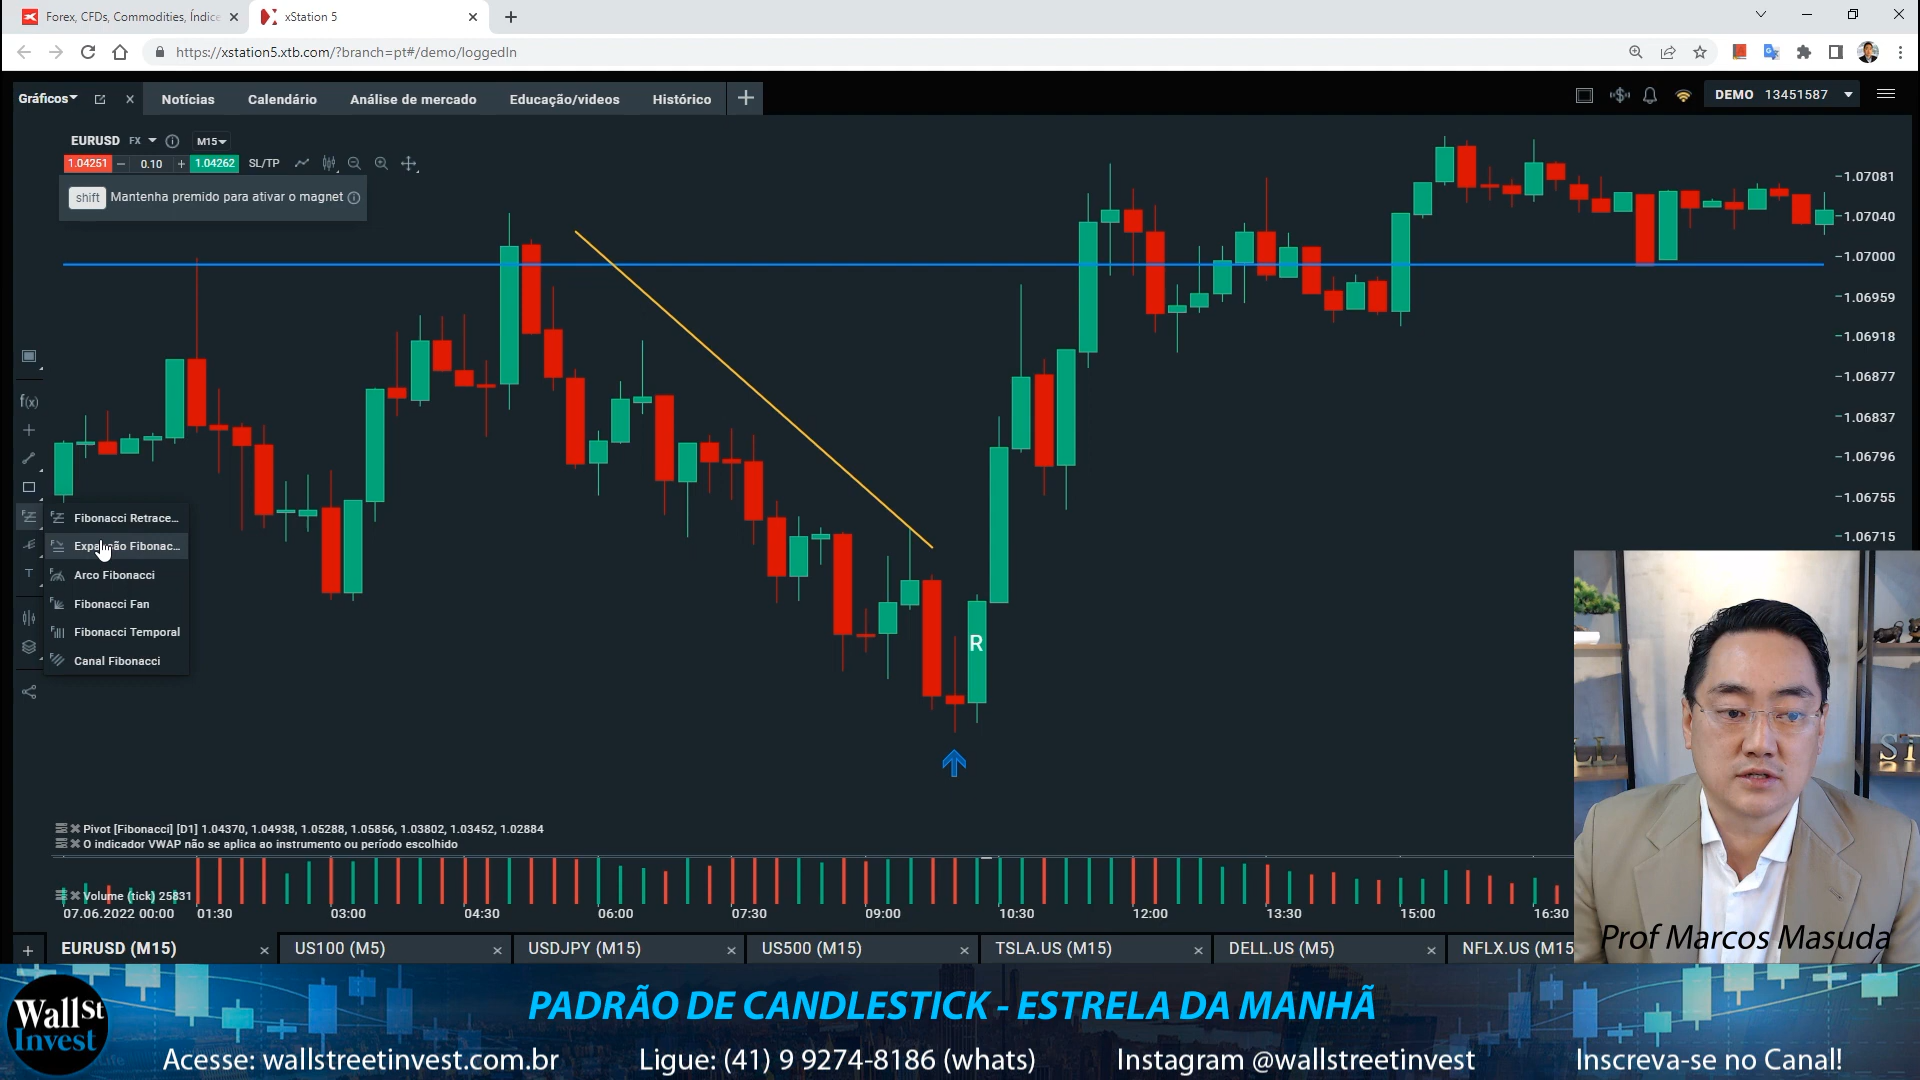 Forex, CFDs, Commodities, Índice
xStation 5
https://xstation5.xtb.com/?branch=pt#/demo/loggedIn
Gráficos
Notícias
Calendário
Análise de mercado
Educação/videos
Histórico
DEMO 13451587
EURUSD FX M15
1.04251 0.10 1.04262 SL/TP
shift Mantenha premido para ativar o magnet
1.07081
1.07040
1.07000
1.06959
1.06918
1.06877
1.06837
1.06796
1.06755
1.06715
f(x)
Fibonacci Retrace...
Expansão Fibonac...
Arco Fibonacci
Fibonacci Fan
Fibonacci Temporal
Canal Fibonacci
T
R
Pivot [Fibonacci] [D1] 1.04370, 1.04938, 1.05288, 1.05856, 1.03802, 1.03452, 1.02884
O indicador VWAP não se aplica ao instrumento ou período escolhido
Volume (tick) 25831
07.06.2022 00:00 01:30 03:00 04:30 06:00 07:30 09:00 10:30 12:00 13:30 15:00 16:30
EURUSD (M15)
US100 (M5)
USDJPY (M15)
US500 (M15)
TSLA.US (M15)
DELL.US (M5)
NFLX.US (M15
Prof Marcos Masuda
Wall St
Invest
PADRÃO DE CANDLESTICK - ESTRELA DA MANHÃ
Acesse: wallstreetinvest.com.br
Ligue: (41) 9 9274-8186 (whats)
Instagram @wallstreetinvest
Inscreva-se no Canal!